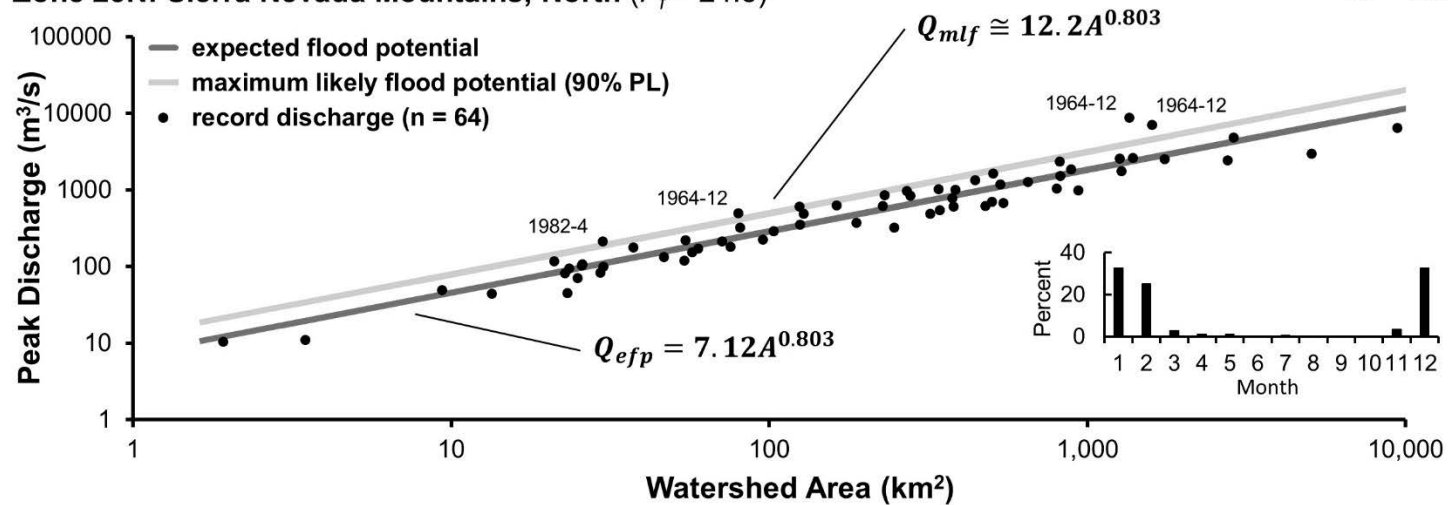 100000
10000
1000
100
10
1
Peak Discharge (m³/s)
expected flood potential
maximum likely flood potential (90% PL)
record discharge (n = 64)
Q_mlf ≅ 12.2A^0.803
1964-12
1964-12
1964-12
1982-4
Q_efp = 7.12A^0.803
40
20
0
Percent
1 2 3 4 5 6 7 8 9 10 11 12
Month
1 10 100 1,000 10,000
Watershed Area (km²)